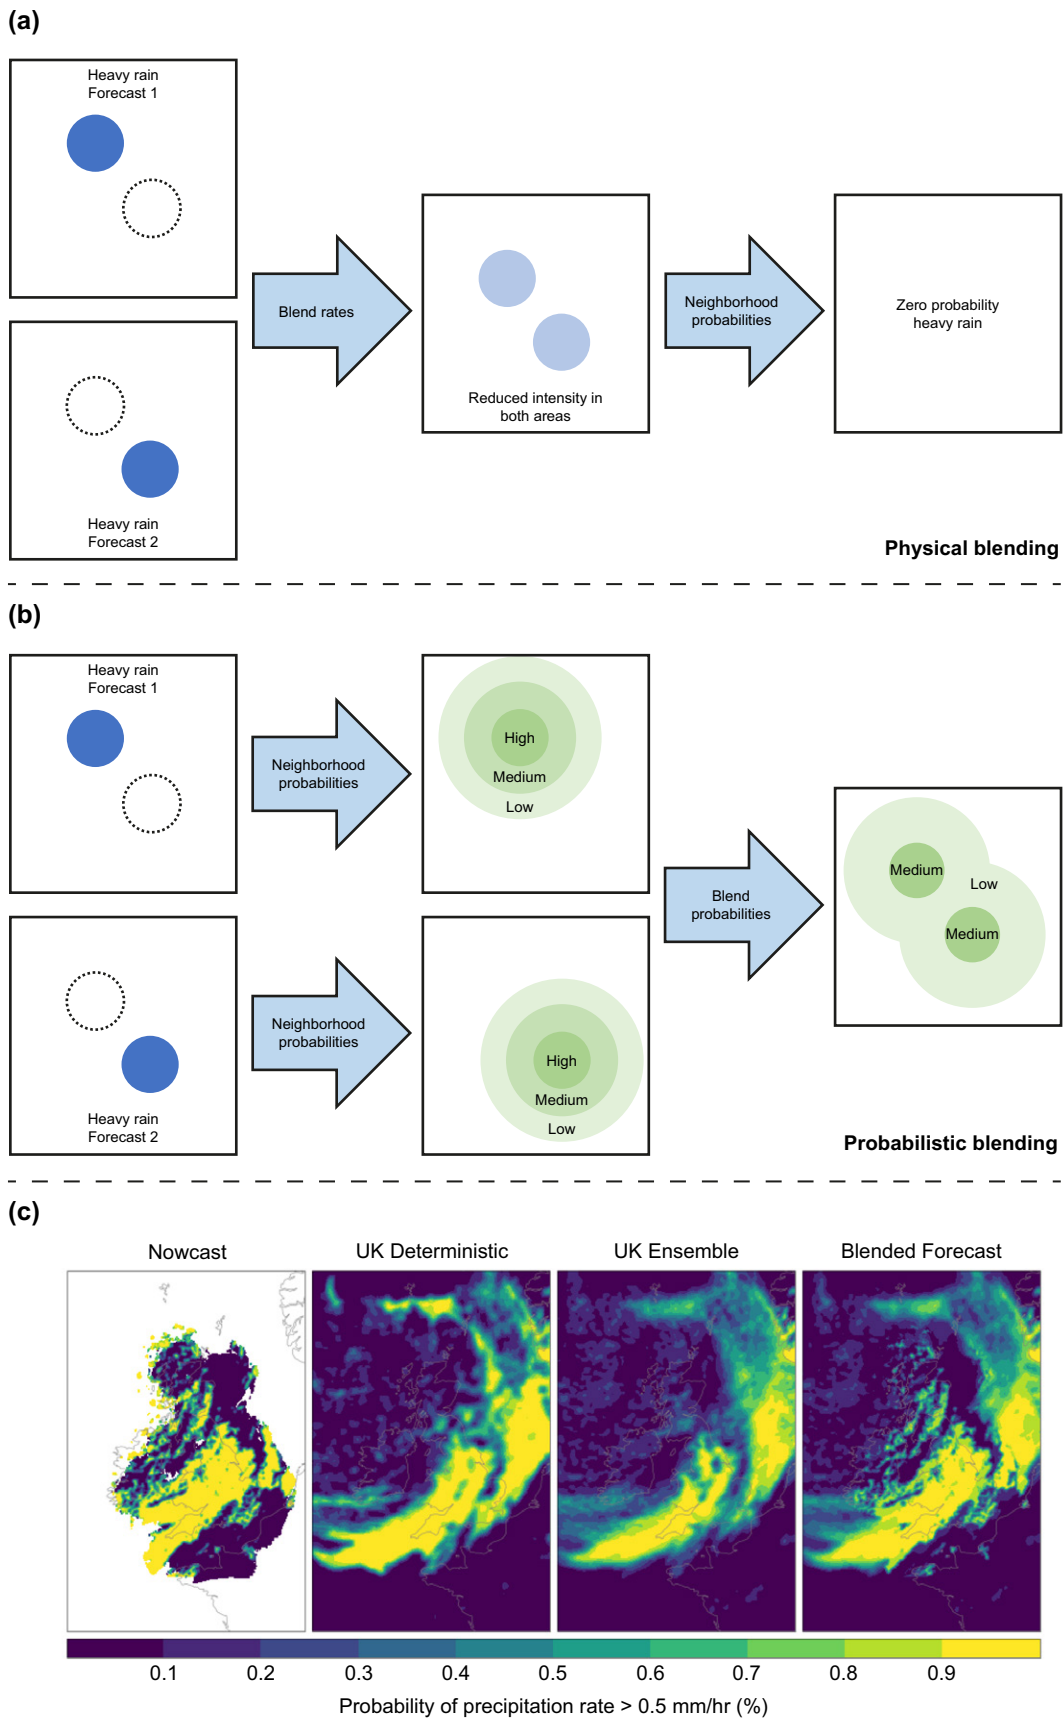 (a)
Heavy rain
Forecast 1
Heavy rain
Forecast 2
Blend rates
Reduced intensity in
both areas
Neighborhood
probabilities
Zero probability
heavy rain
Physical blending
(b)
Heavy rain
Forecast 1
Neighborhood
probabilities
High
Medium
Low
Heavy rain
Forecast 2
Neighborhood
probabilities
High
Medium
Low
Blend
probabilities
Medium
Low
Medium
Probabilistic blending
(c)
Nowcast
UK Deterministic
UK Ensemble
Blended Forecast
0.1 0.2 0.3 0.4 0.5 0.6 0.7 0.8 0.9
Probability of precipitation rate > 0.5 mm/hr (%)